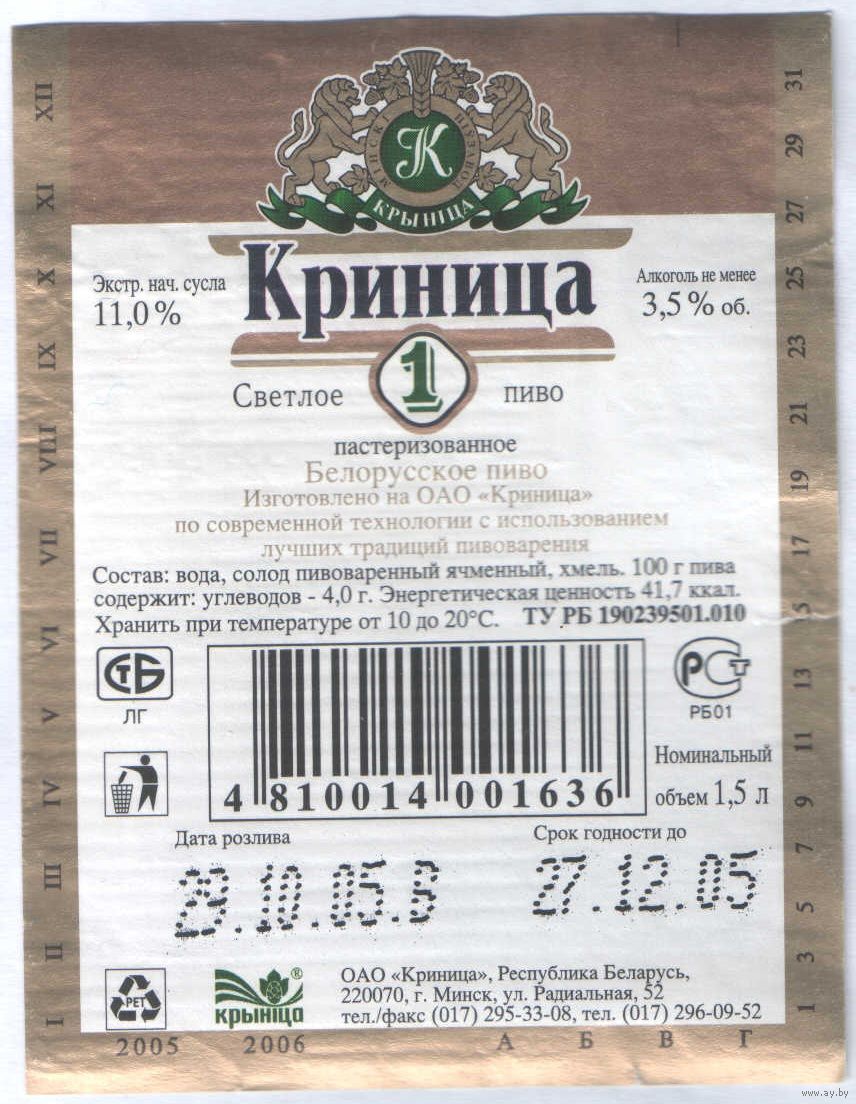 МІНСКІ ПІЎЗАВОД
К
КРЫНІЦА
Криница
Экстр. нач. сусла
11,0 %
Алкоголь не менее
3,5 % об.
1
Светлое пиво
пастеризованное
Белорусское пиво
Изготовлено на ОАО «Криница»
по современной технологии с использованием
лучших традиций пивоварения
Состав: вода, солод пивоваренный ячменный, хмель. 100 г пива
содержит: углеводов - 4,0 г. Энергетическая ценность 41,7 ккал.
Хранить при температуре от 10 до 20°С. ТУ РБ 190239501.010
СТБ
ЛГ
РСТ
РБ01
4 810014 001636
Номинальный
объем 1,5 л
Дата розлива
Срок годности до
27.12.05
PET
крыніца ®
ОАО «Криница», Республика Беларусь,
220070, г. Минск, ул. Радиальная, 52
тел./факс (017) 295-33-08, тел. (017) 296-09-52
XII
XI
X
IX
VIII
VII
VI
V
IV
III
II
I
31
29
27
25
23
21
19
17
15
13
11
9
7
5
3
1
2005 2006 А Б В Г
www.ay.by